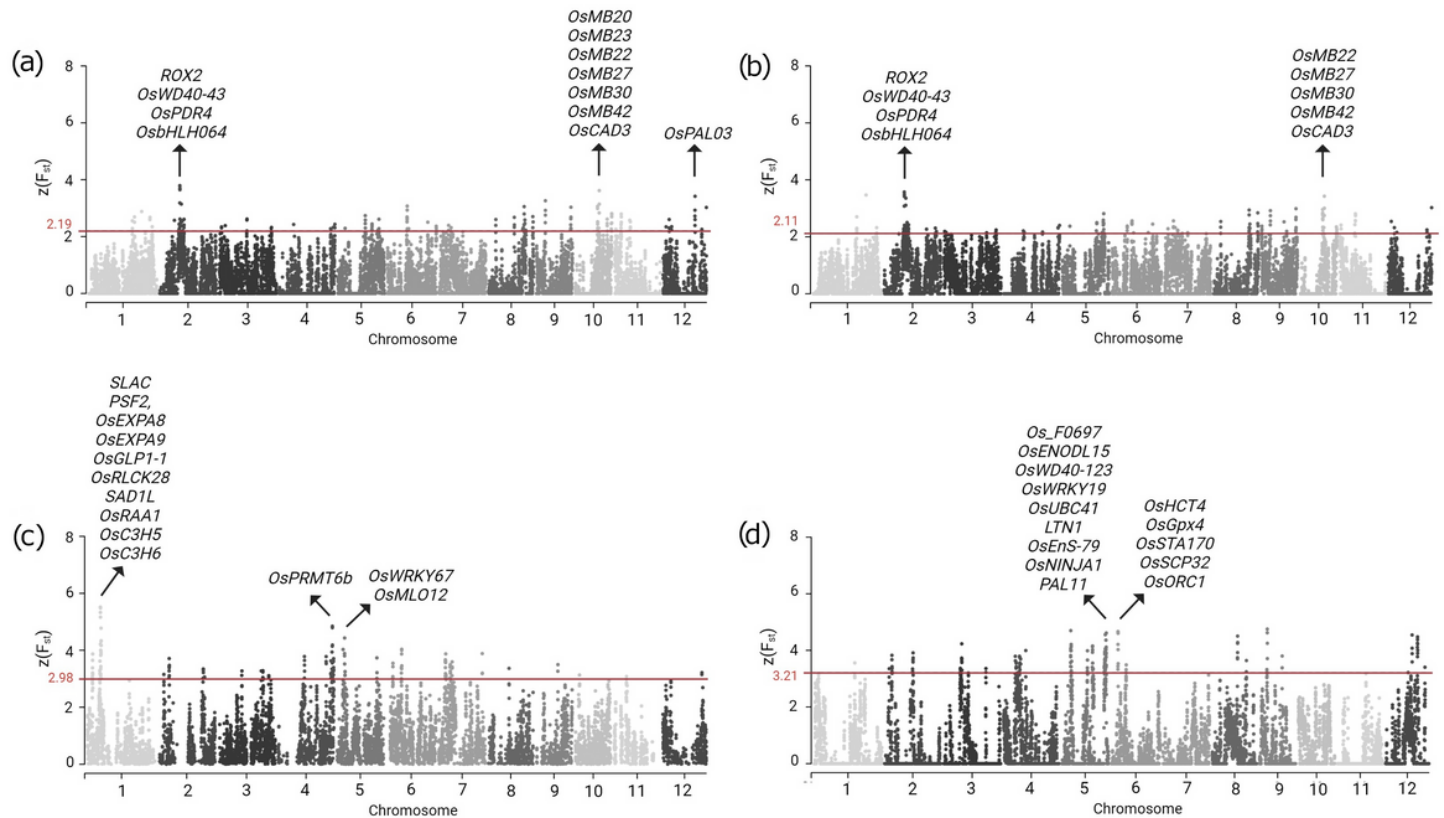 (a)
OsMB20
OsMB23
OsMB22
OsMB27
OsMB30
OsMB42
OsCAD3
ROX2
OsWD40-43
OsPDR4
OsbHLH064
OsPAL03
8
6
4
2.19
2
0
z(Fst)
1 2 3 4 5 6 7 8 9 10 11 12
Chromosome
(b)
ROX2
OsWD40-43
OsPDR4
OsbHLH064
OsMB22
OsMB27
OsMB30
OsMB42
OsCAD3
8
6
4
2.11
2
0
z(Fst)
1 2 3 4 5 6 7 8 9 10 11 12
Chromosome
(c)
SLAC
PSF2,
OsEXPA8
OsEXPA9
OsGLP1-1
OsRLCK28
SAD1L
OsRAA1
OsC3H5
OsC3H6
OsPRMT6b
OsWRKY67
OsMLO12
8
6
4
2.98
2
0
z(Fst)
1 2 3 4 5 6 7 8 9 10 11 12
Chromosome
(d)
Os_F0697
OsENODL15
OsWD40-123
OsWRKY19
OsUBC41
LTN1
OsEnS-79
OsNINJA1
PAL11
OsHCT4
OsGpx4
OsSTA170
OsSCP32
OsORC1
8
6
4
3.21
2
0
z(Fst)
1 2 3 4 5 6 7 8 9 10 11 12
Chromosome